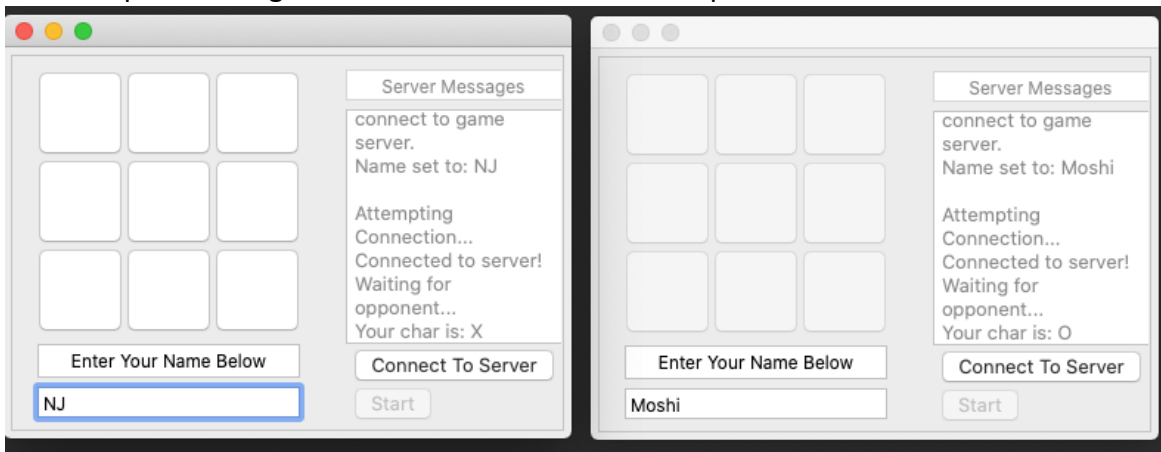 Server Messages
connect to game
server.
Name set to: NJ
Attempting
Connection...
Connected to server!
Waiting for
opponent...
Your char is: X
Enter Your Name Below
Connect To Server
NJ
Start
Server Messages
connect to game
server.
Name set to: Moshi
Attempting
Connection...
Connected to server!
Waiting for
opponent...
Your char is: O
Enter Your Name Below
Connect To Server
Moshi
Start